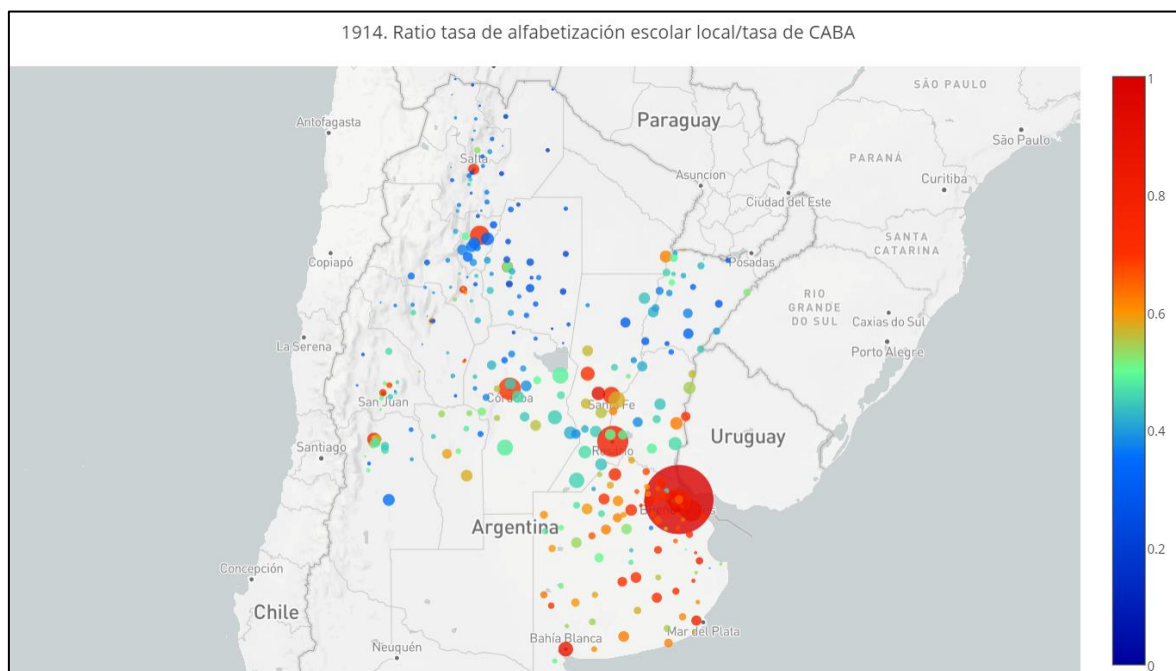 1914. Ratio tasa de alfabetización escolar local/tasa de CABA
1
SÃO PAULO
Antofagasta
Paraguay
São Paulo
PARANÁ
Salta
Asuncion
Curitiba
Ciudad del Este
0.8
SANTA
CATARINA
Copiapó
Posadas
RIO
GRANDE
DO SUL
Caxias do Sul
0.6
La Serena
Porto Alegre
San Juan
Córdoba
Santa Fe
Uruguay
0.4
Santiago
Rosario
Argentina
Concepción
0.2
Chile
Bahía Blanca
Mar del Plata
Neuquén
0